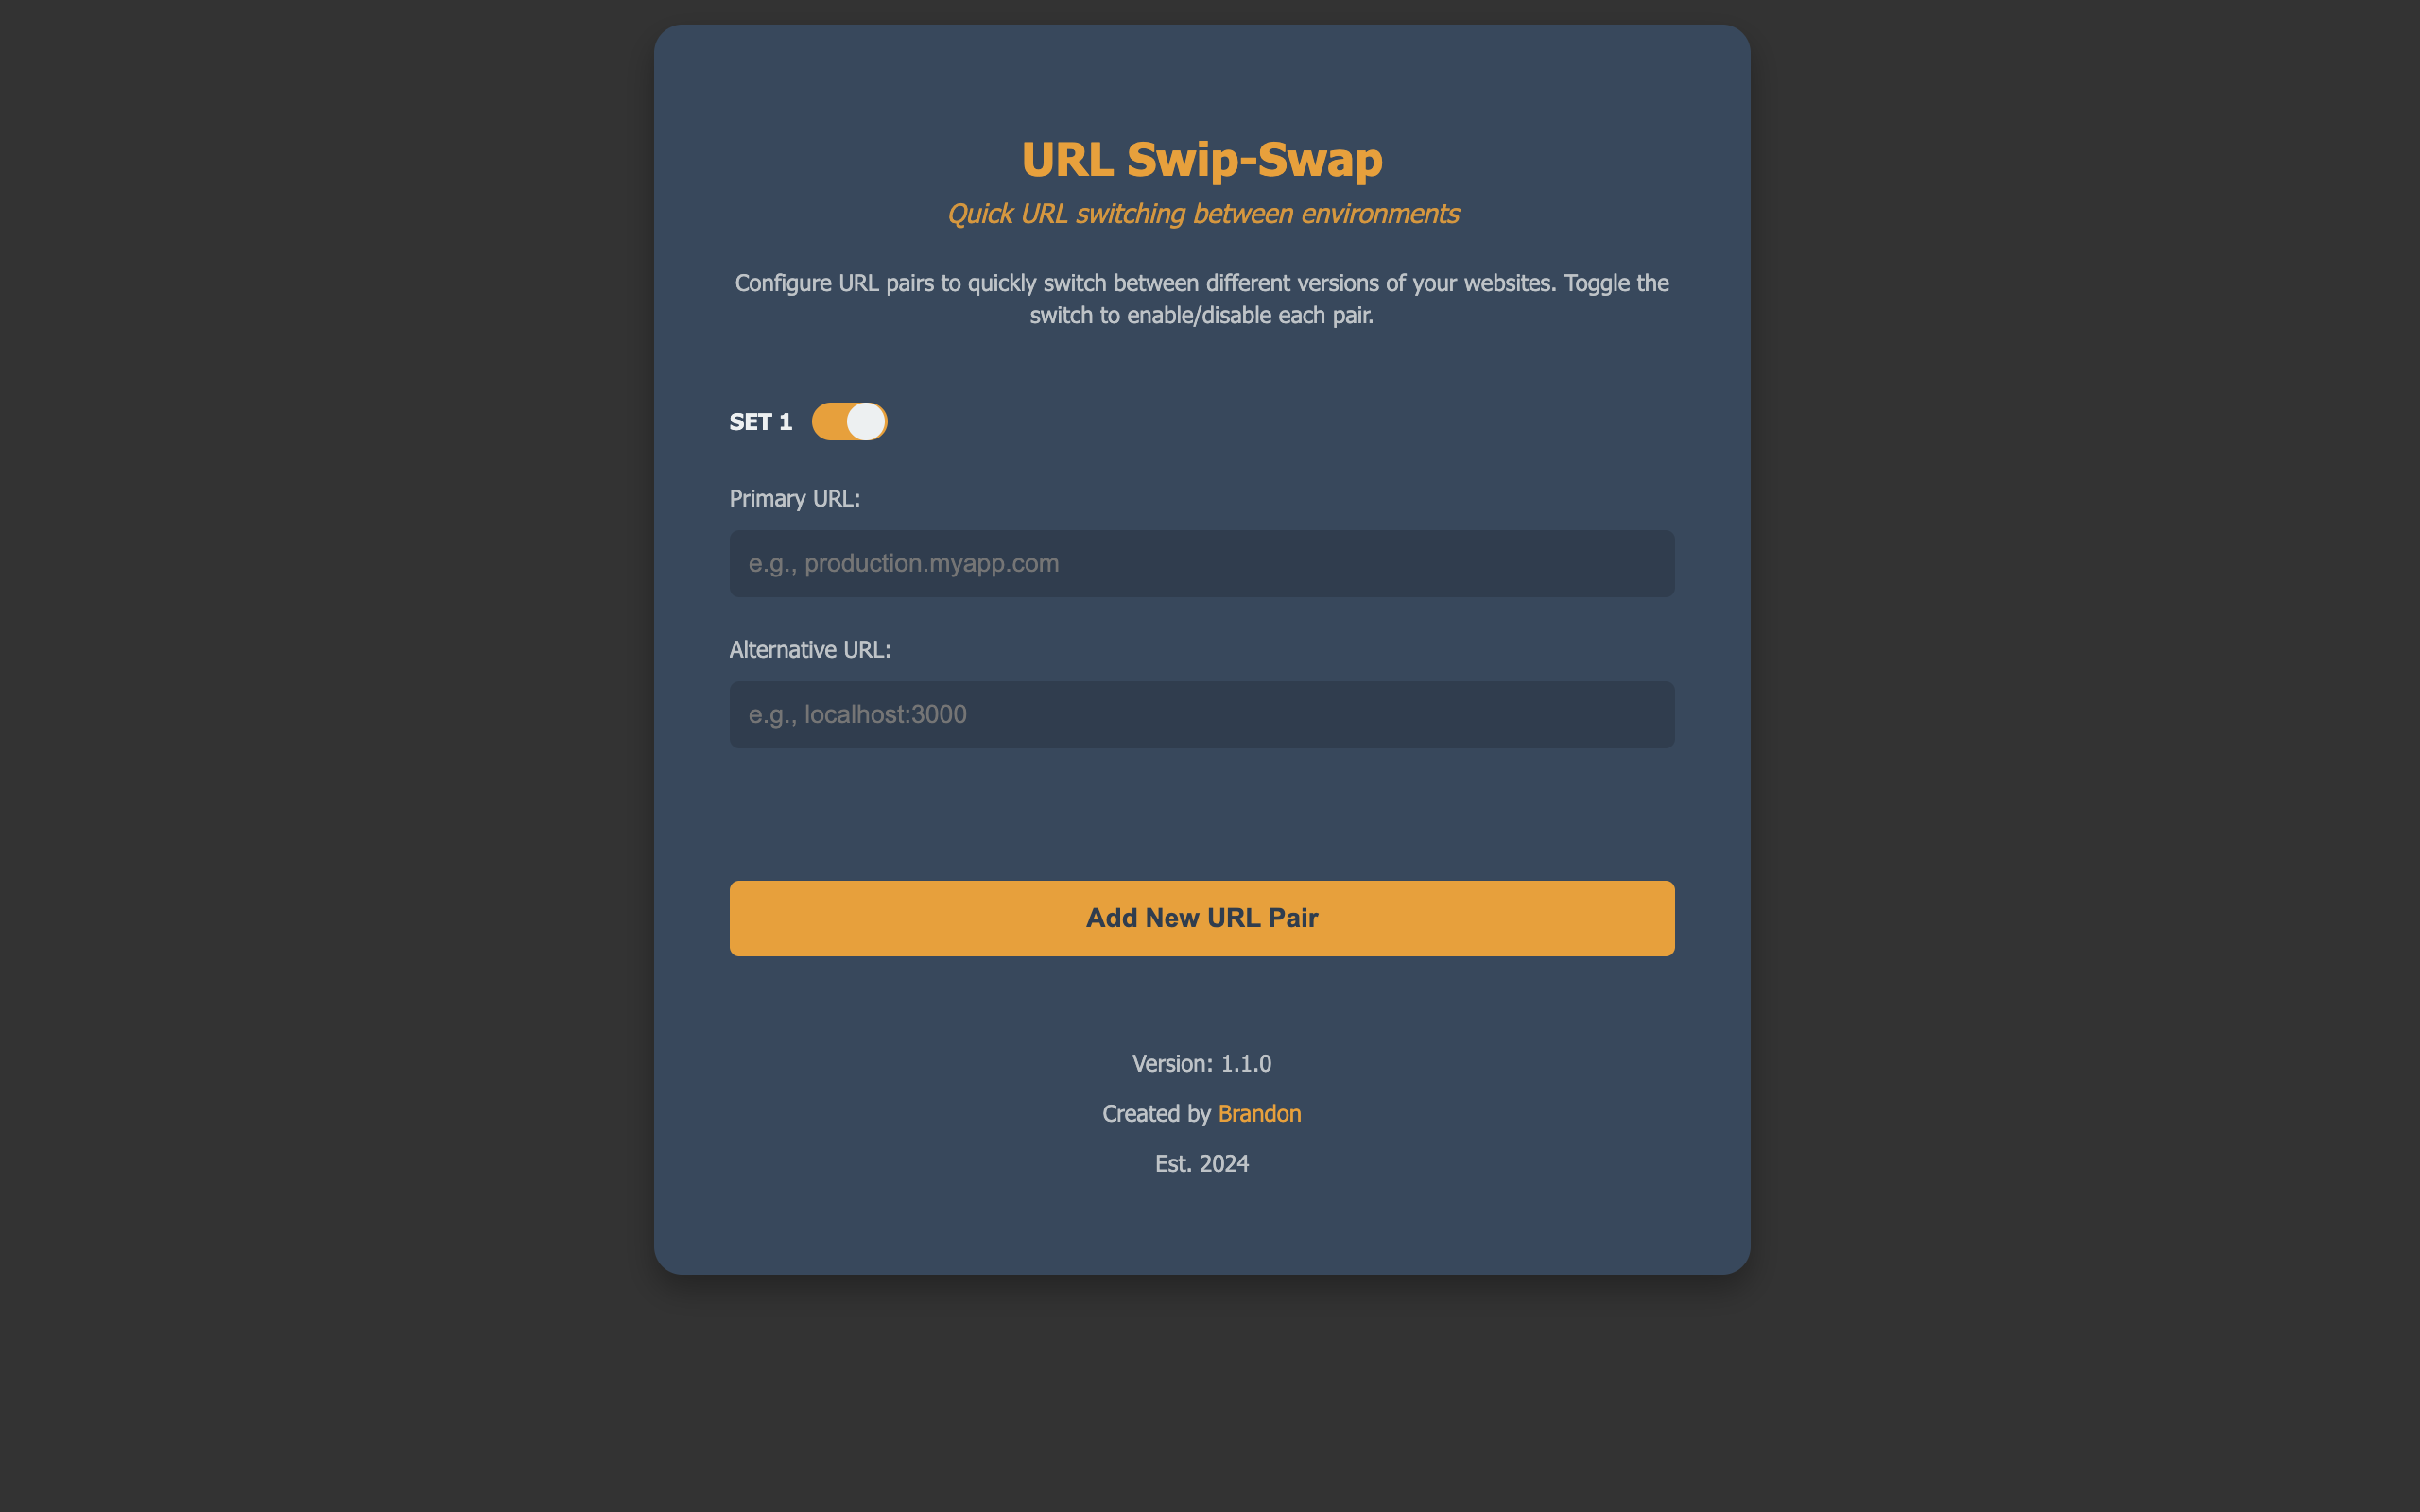 URL Swip-Swap
Quick URL switching between environments
Configure URL pairs to quickly switch between different versions of your websites. Toggle the
switch to enable/disable each pair.
SET 1
Primary URL:
e.g., production.myapp.com
Alternative URL:
e.g., localhost:3000
Add New URL Pair
Version: 1.1.0
Created by Brandon
Est. 2024